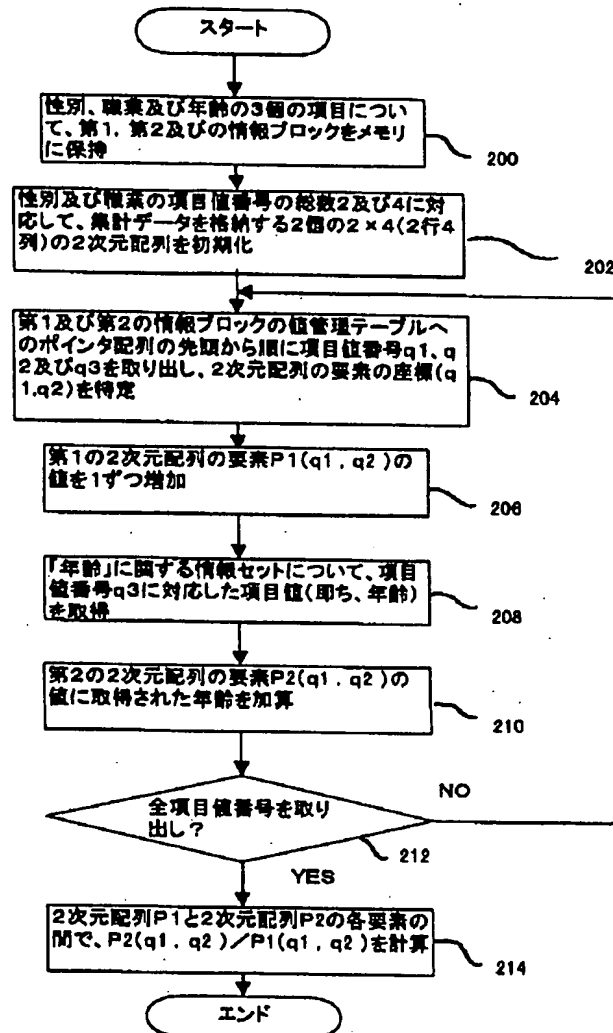 スタート
性別、職業及び年齢の3個の項目につい
て、第1、第2及びの情報ブロックをメモリ
に保持
200
性別及び職業の項目値番号の総数2及び4に対
応して、集計データを格納する2個の2×4(2行4
列)の2次元配列を初期化
202
第1及び第2の情報ブロックの値管理テーブルへ
のポインタ配列の先頭から順に項目値番号q1、q
2及びq3を取り出し、2次元配列の要素の座標(q
1,q2)を特定
204
第1の2次元配列の要素P1(q1，q2)の
値を1ずつ増加
206
「年齢」に関する情報セットについて、項目
値番号q3に対応した項目値(即ち、年齢)
を取得
208
第2の2次元配列の要素P2(q1，q2)の
値に取得された年齢を加算
210
全項目値番号を取り
出し？
NO
212
YES
2次元配列P1と2次元配列P2の各要素の
間で、P2(q1，q2)／P1(q1，q2)を計算
214
エンド